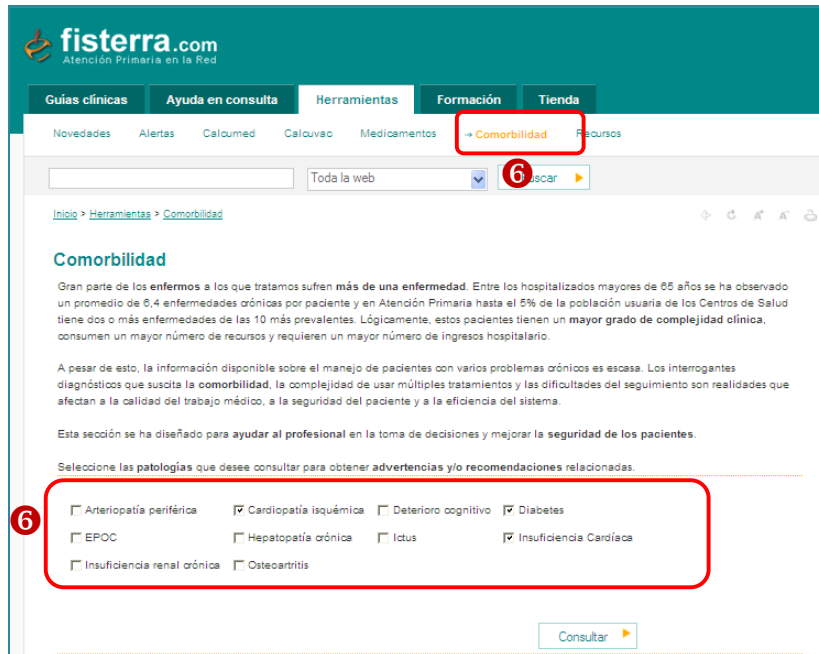 fisterra.com
Atención Primaria en la Red
Guías clínicas Ayuda en consulta Herramientas Formación Tienda
Novedades Alertas Calcumed Calcuvac Medicamentos → Comorbilidad Recursos
Toda la web 6 Buscar
Inicio > Herramientas > Comorbilidad
Comorbilidad
Gran parte de los enfermos a los que tratamos sufren más de una enfermedad. Entre los hospitalizados mayores de 65 años se ha observado
un promedio de 6,4 enfermedades crónicas por paciente y en Atención Primaria hasta el 5% de la población usuaria de los Centros de Salud
tiene dos o más enfermedades de las 10 más prevalentes. Lógicamente, estos pacientes tienen un mayor grado de complejidad clínica,
consumen un mayor número de recursos y requieren un mayor número de ingresos hospitalario.
A pesar de esto, la información disponible sobre el manejo de pacientes con varios problemas crónicos es escasa. Los interrogantes
diagnósticos que suscita la comorbilidad, la complejidad de usar múltiples tratamientos y las dificultades del seguimiento son realidades que
afectan a la calidad del trabajo médico, a la seguridad del paciente y a la eficiencia del sistema.
Esta sección se ha diseñado para ayudar al profesional en la toma de decisiones y mejorar la seguridad de los pacientes.
Seleccione las patologías que desee consultar para obtener advertencias y/o recomendaciones relacionadas.
Arteriopatía periférica Cardiopatía isquémica Deterioro cognitivo Diabetes
6 EPOC Hepatopatía crónica Ictus Insuficiencia Cardíaca
Insuficiencia renal crónica Osteoartritis
Consultar